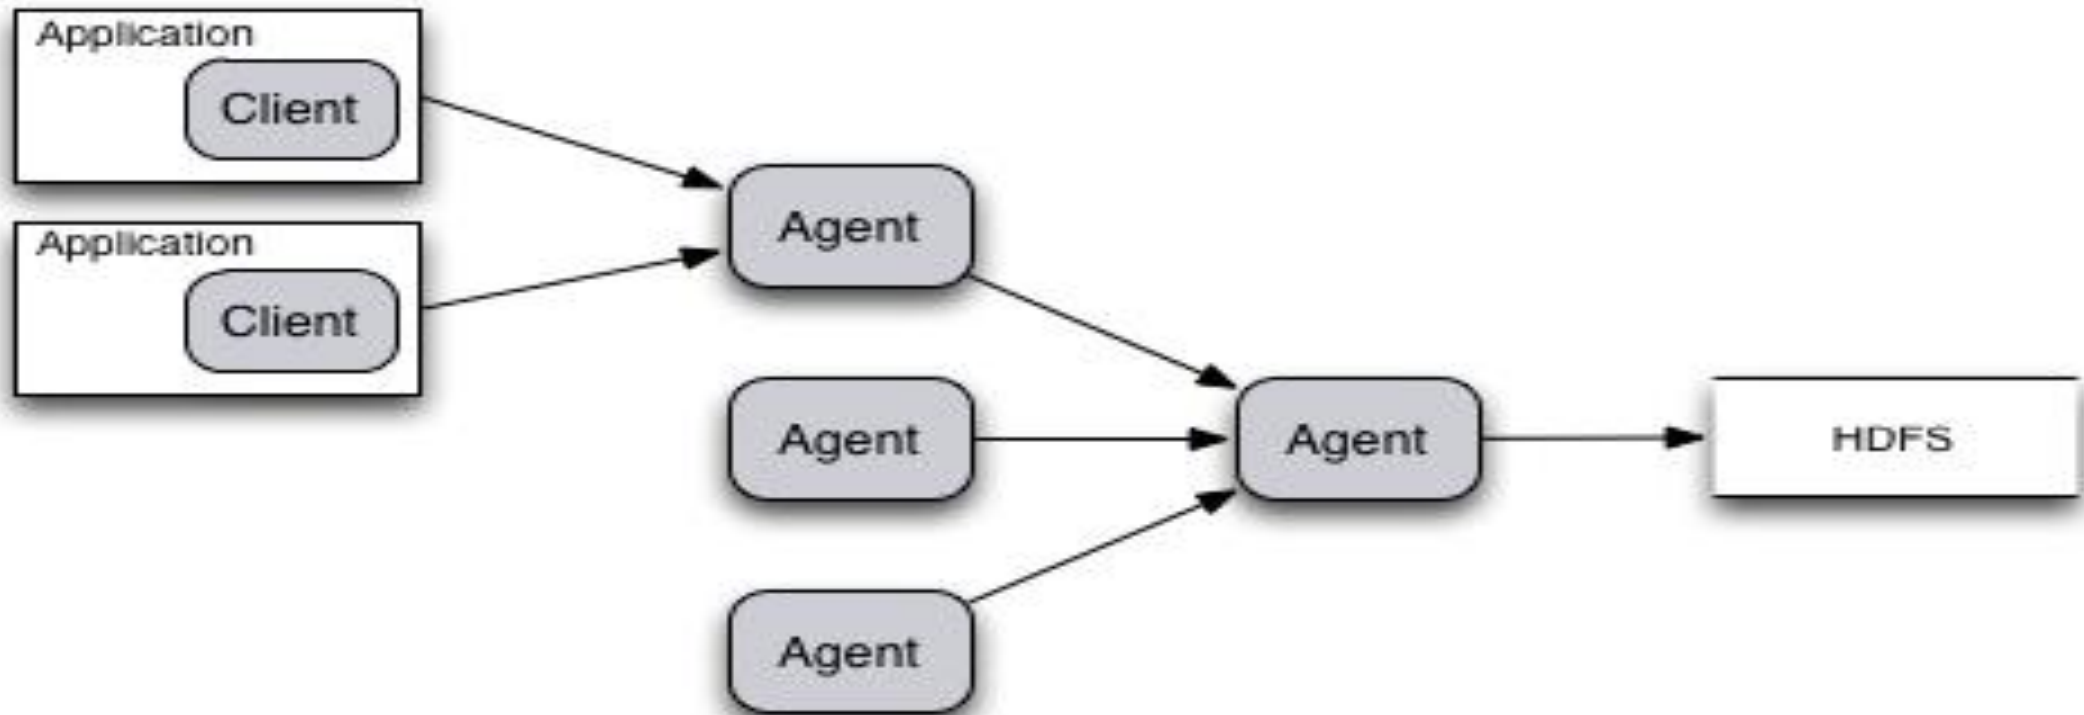 Application
Client
Application
Client
Agent
Agent
Agent
Agent
HDFS